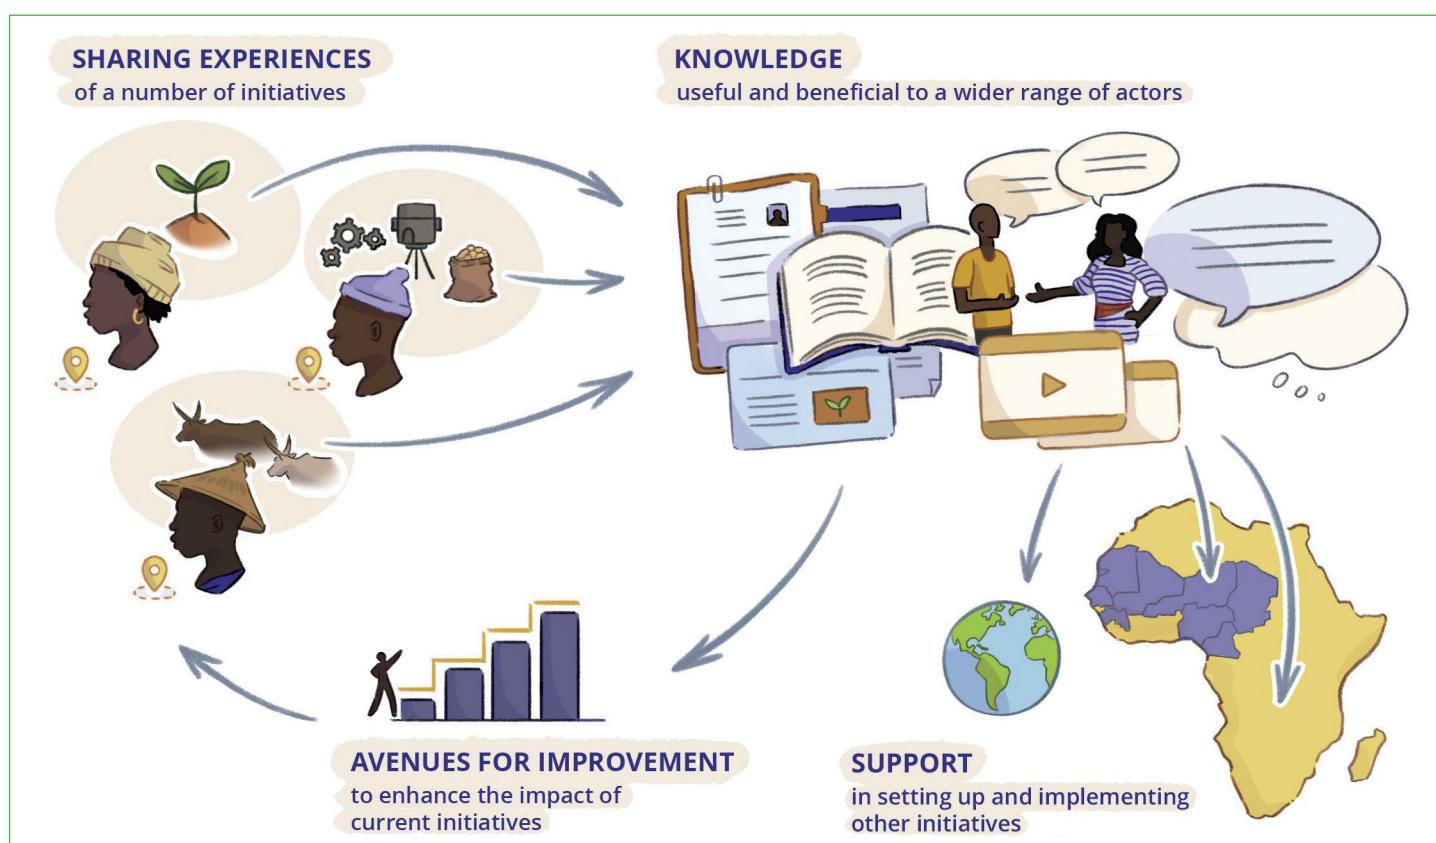 SHARING EXPERIENCES
of a number of initiatives
KNOWLEDGE
useful and beneficial to a wider range of actors
AVENUES FOR IMPROVEMENT
to enhance the impact of
current initiatives
SUPPORT
in setting up and implementing
other initiatives